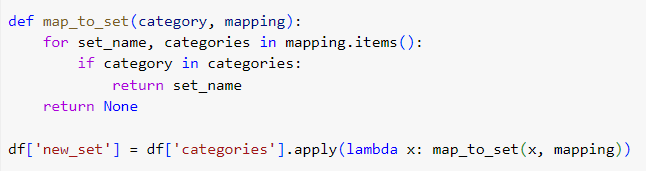 def map_to_set(category, mapping):
    for set_name, categories in mapping.items():
        if category in categories:
            return set_name
    return None

df['new_set'] = df['categories'].apply(lambda x: map_to_set(x, mapping))